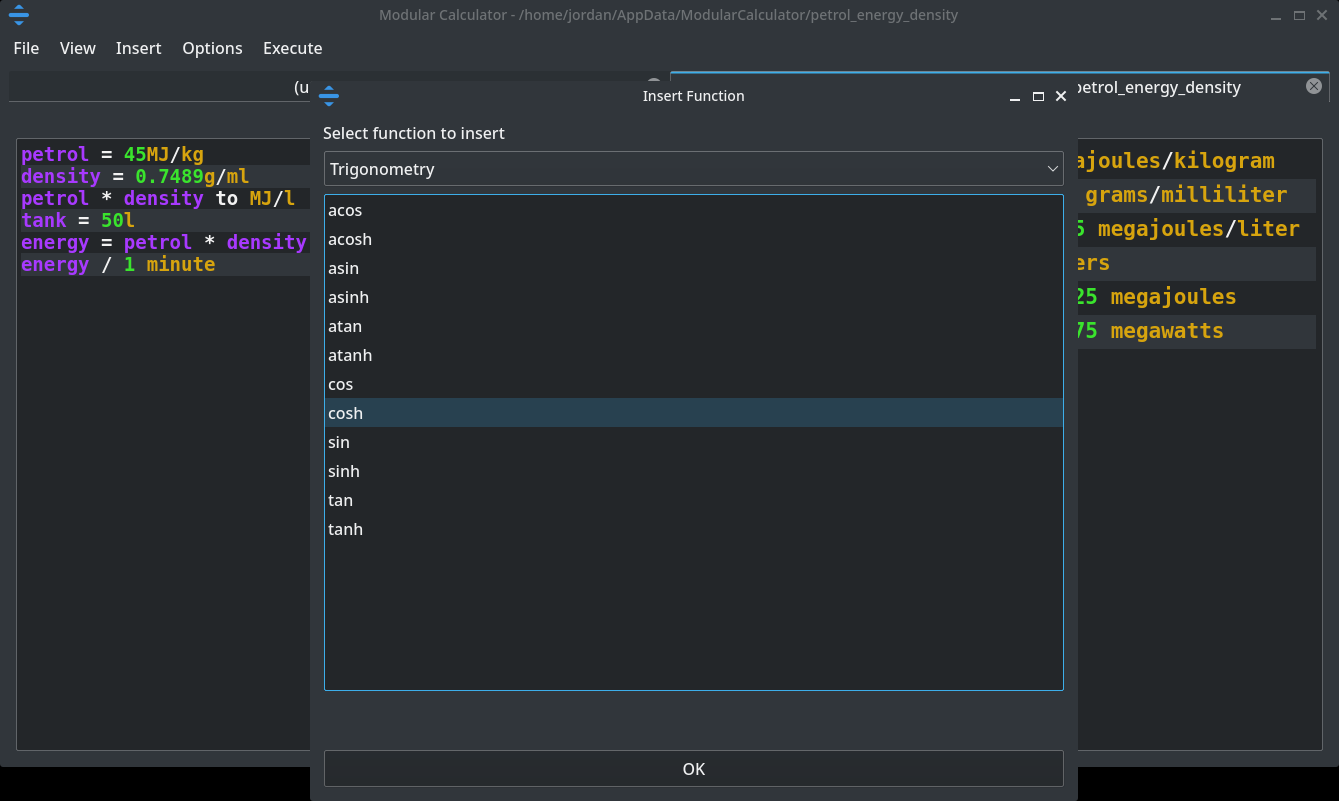 Modular Calculator - /home/jordan/AppData/ModularCalculator/petrol_energy_density
File View Insert Options Execute
(u
petrol_energy_density
Insert Function
Select function to insert
Trigonometry
acos
acosh
asin
asinh
atan
atanh
cos
cosh
sin
sinh
tan
tanh
OK
petrol = 45MJ/kg
density = 0.7489g/ml
petrol * density to MJ/l
tank = 50l
energy = petrol * density
energy / 1 minute
ajoules/kilogram
grams/milliliter
5 megajoules/liter
ers
25 megajoules
75 megawatts